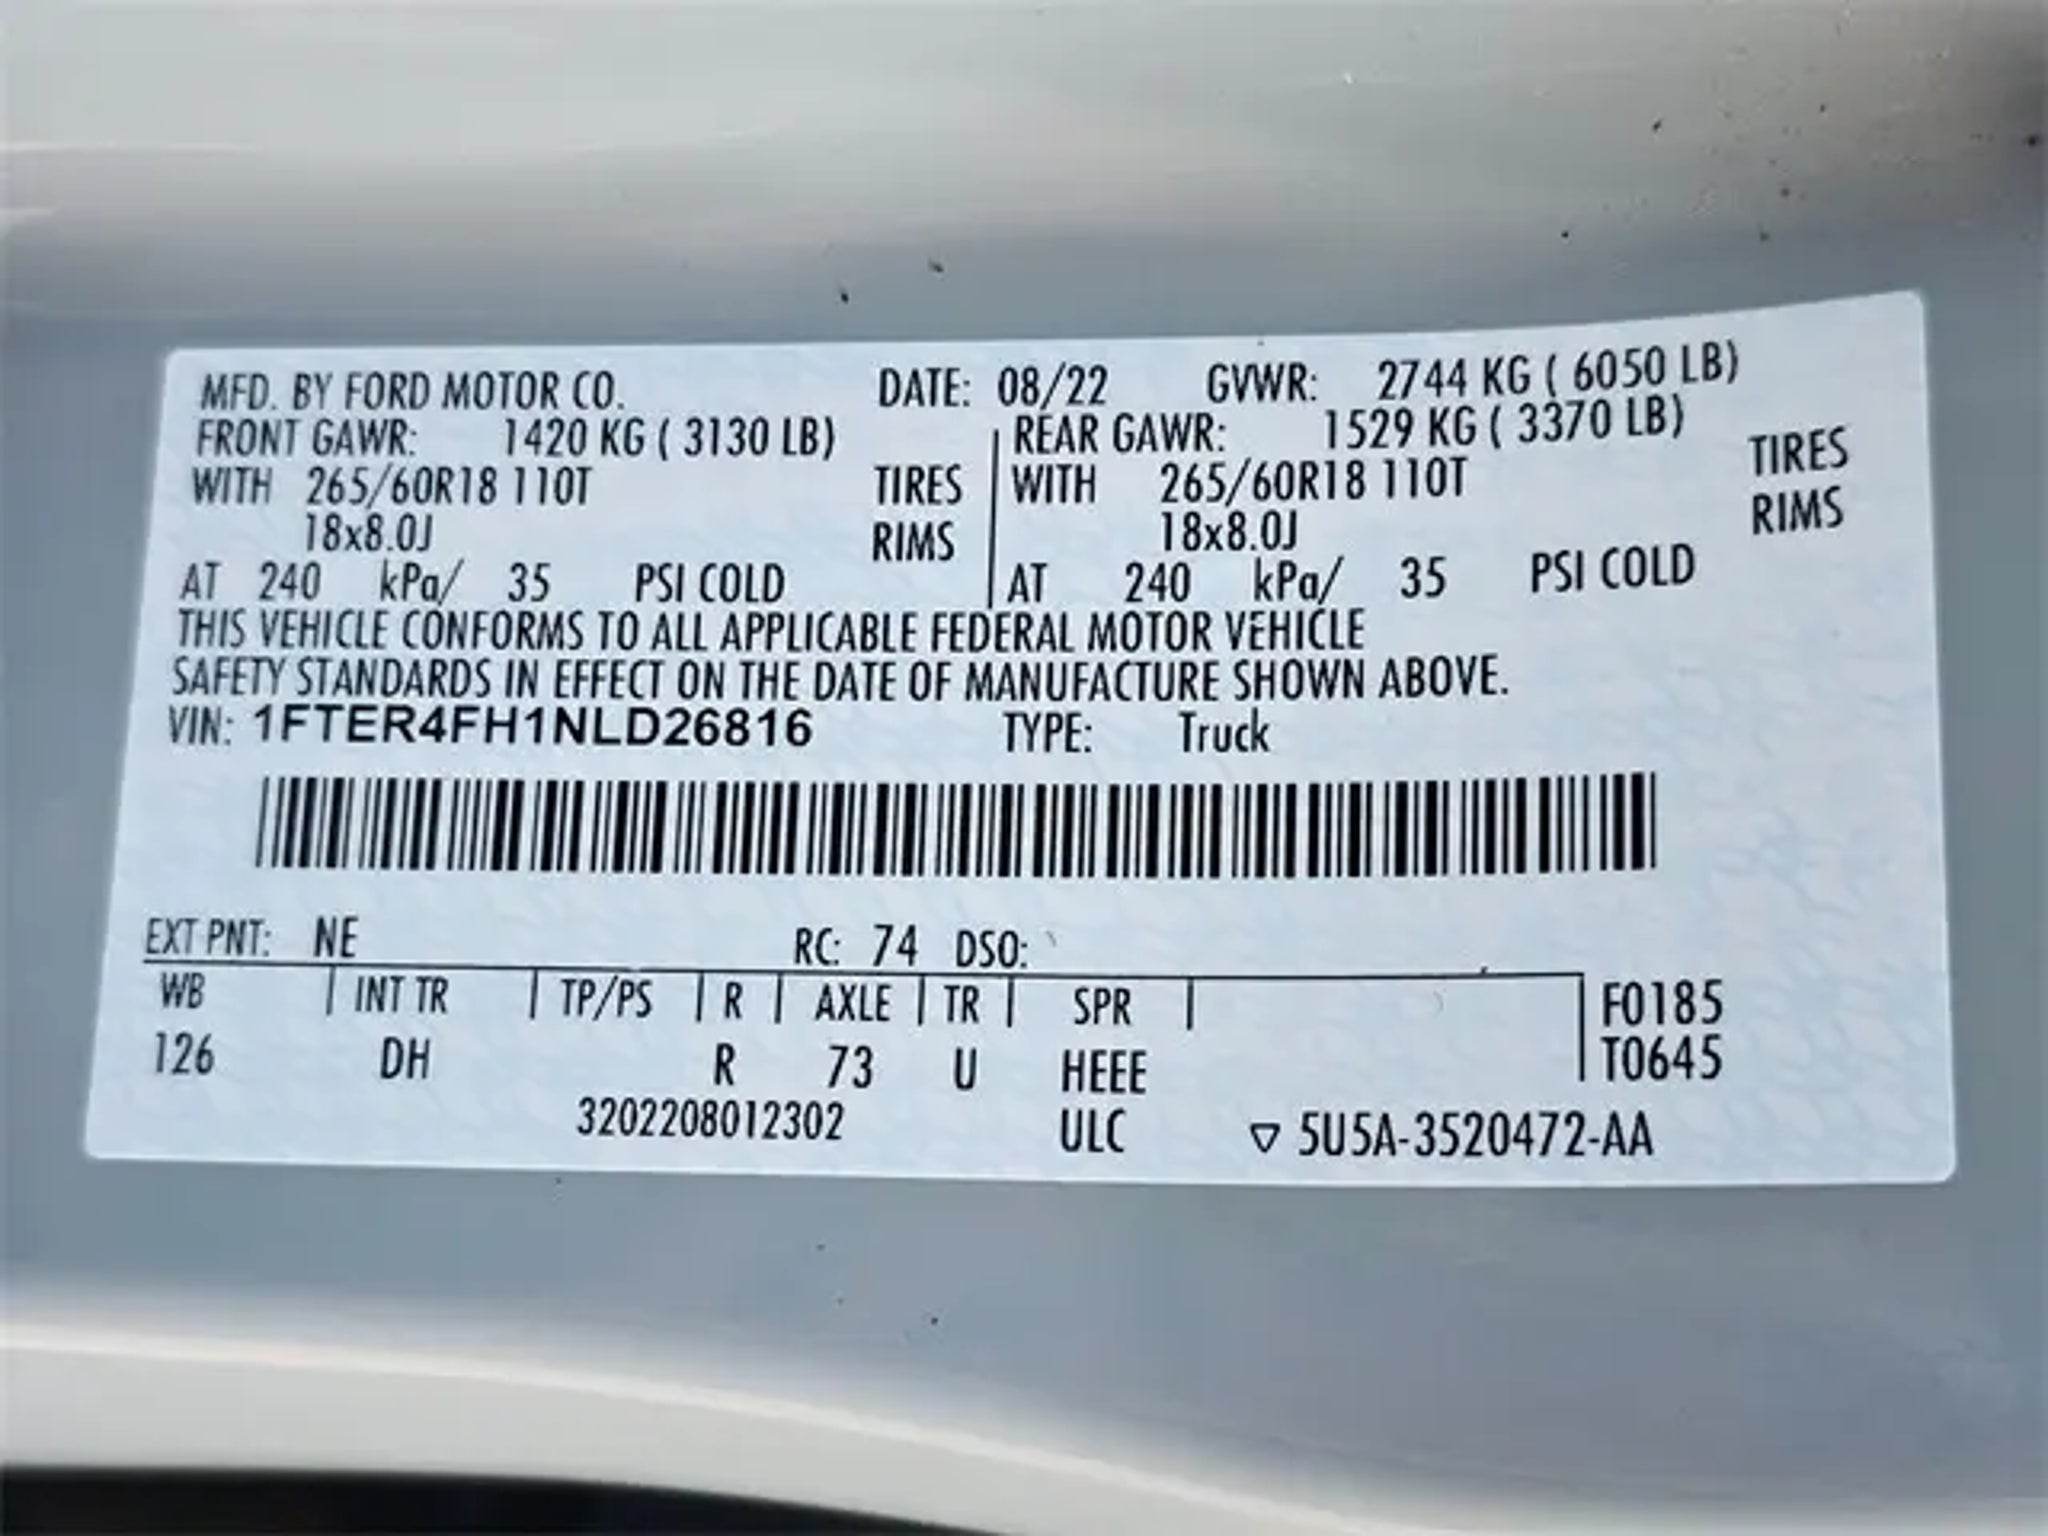 MFD. BY FORD MOTOR CO. DATE: 08/22 GVWR: 2744 KG ( 6050 LB)
FRONT GAWR: 1420 KG ( 3130 LB) REAR GAWR: 1529 KG ( 3370 LB)
WITH 265/60R18 110T TIRES WITH 265/60R18 110T TIRES
18x8.0J RIMS 18x8.0J RIMS
AT 240 kPa/ 35 PSI COLD AT 240 kPa/ 35 PSI COLD
THIS VEHICLE CONFORMS TO ALL APPLICABLE FEDERAL MOTOR VEHICLE
SAFETY STANDARDS IN EFFECT ON THE DATE OF MANUFACTURE SHOWN ABOVE.
VIN: 1FTER4FH1NLD26816 TYPE: Truck
EXT PNT: NE RC: 74 DSO:
WB INT TR TP/PS R AXLE TR SPR F0185
126 DH R 73 U HEEE T0645
3202208012302 ULC ▽ 5U5A-3520472-AA